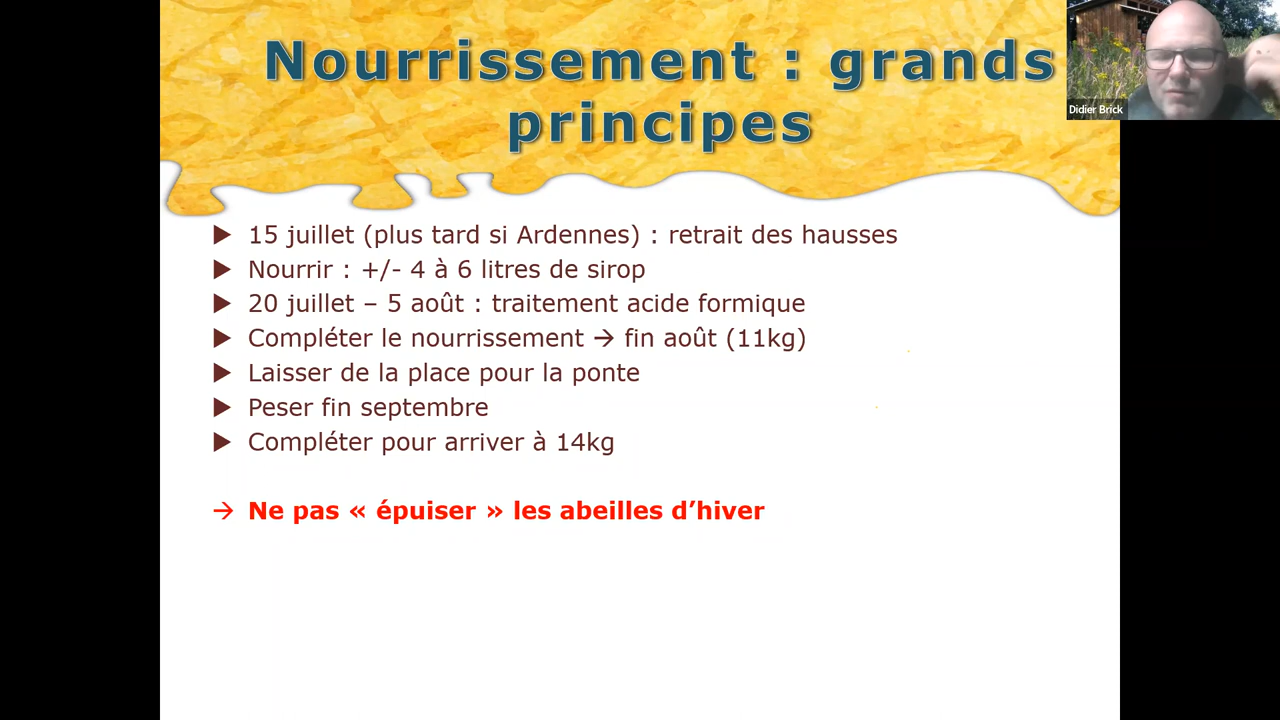 Nourrissement : grands
principes
Didier Brick
▶ 15 juillet (plus tard si Ardennes) : retrait des hausses
▶ Nourrir : +/- 4 à 6 litres de sirop
▶ 20 juillet – 5 août : traitement acide formique
▶ Compléter le nourrissement → fin août (11kg)
▶ Laisser de la place pour la ponte
▶ Peser fin septembre
▶ Compléter pour arriver à 14kg
→ Ne pas « épuiser » les abeilles d’hiver